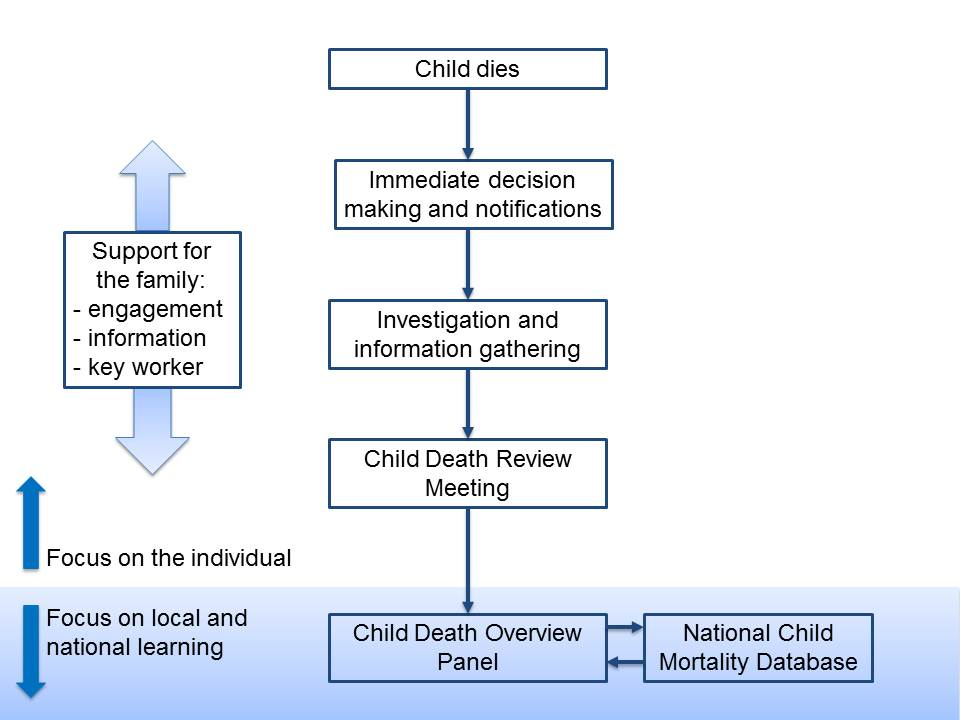 Child dies
Immediate decision
making and notifications
Support for
the family:
- engagement
- information
- key worker
Investigation and
information gathering
Child Death Review
Meeting
Focus on the individual
Focus on local and
national learning
Child Death Overview
Panel
National Child
Mortality Database